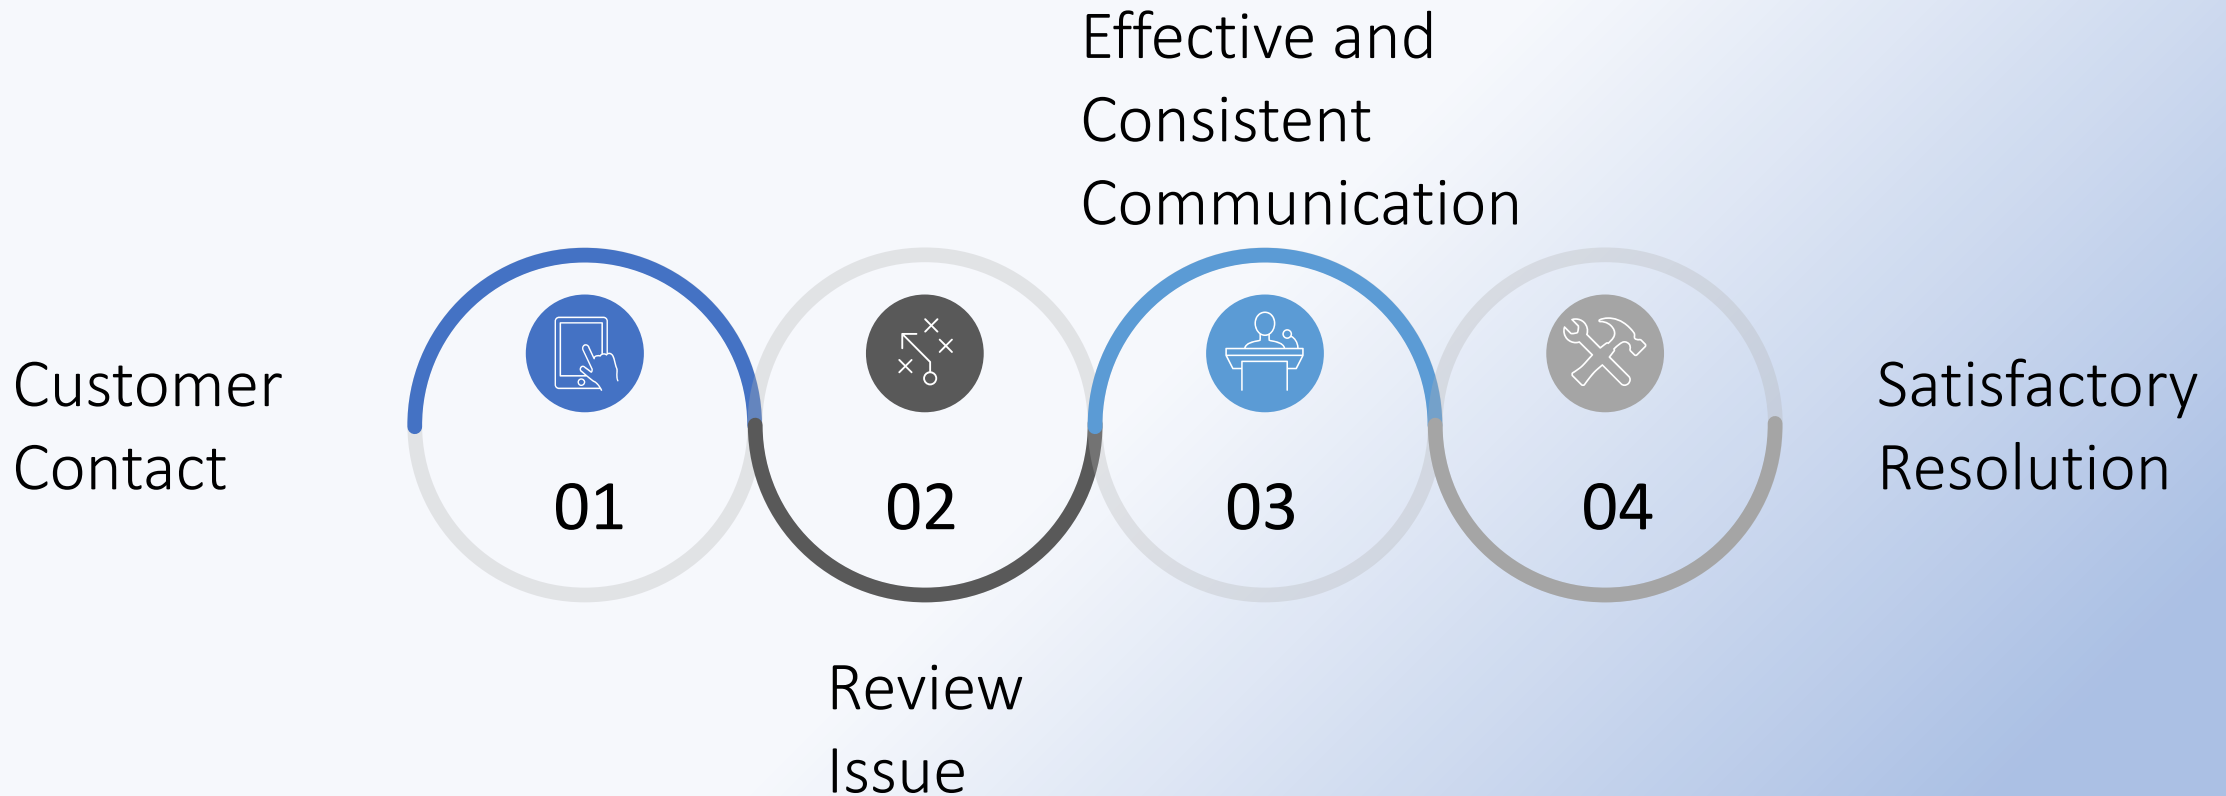 Customer
Contact
01
Review
Issue
02
Effective and
Consistent
Communication
03
04
Satisfactory
Resolution